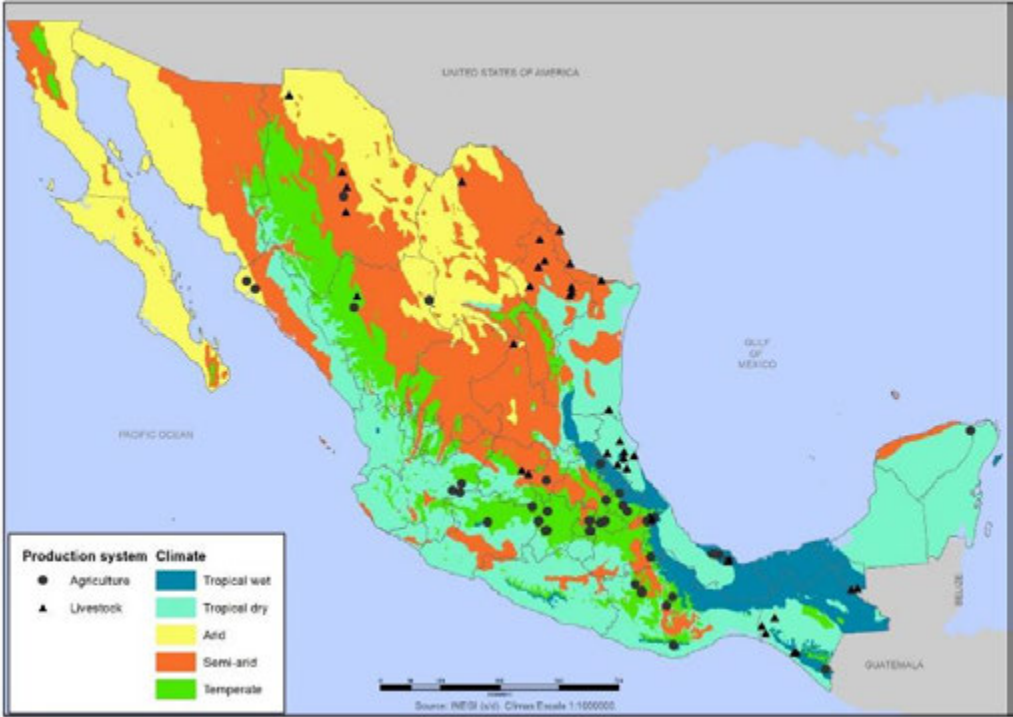 UNITED STATES OF AMERICA
GULF
OF
MEXICO
PACIFIC OCEAN
BELIZE
GUATEMALA
Production system Climate
Agriculture
Livestock
Tropical wet
Tropical dry
Arid
Semi-arid
Temperate
Source: INEGI (s/d). Climas Escala 1:1000000.